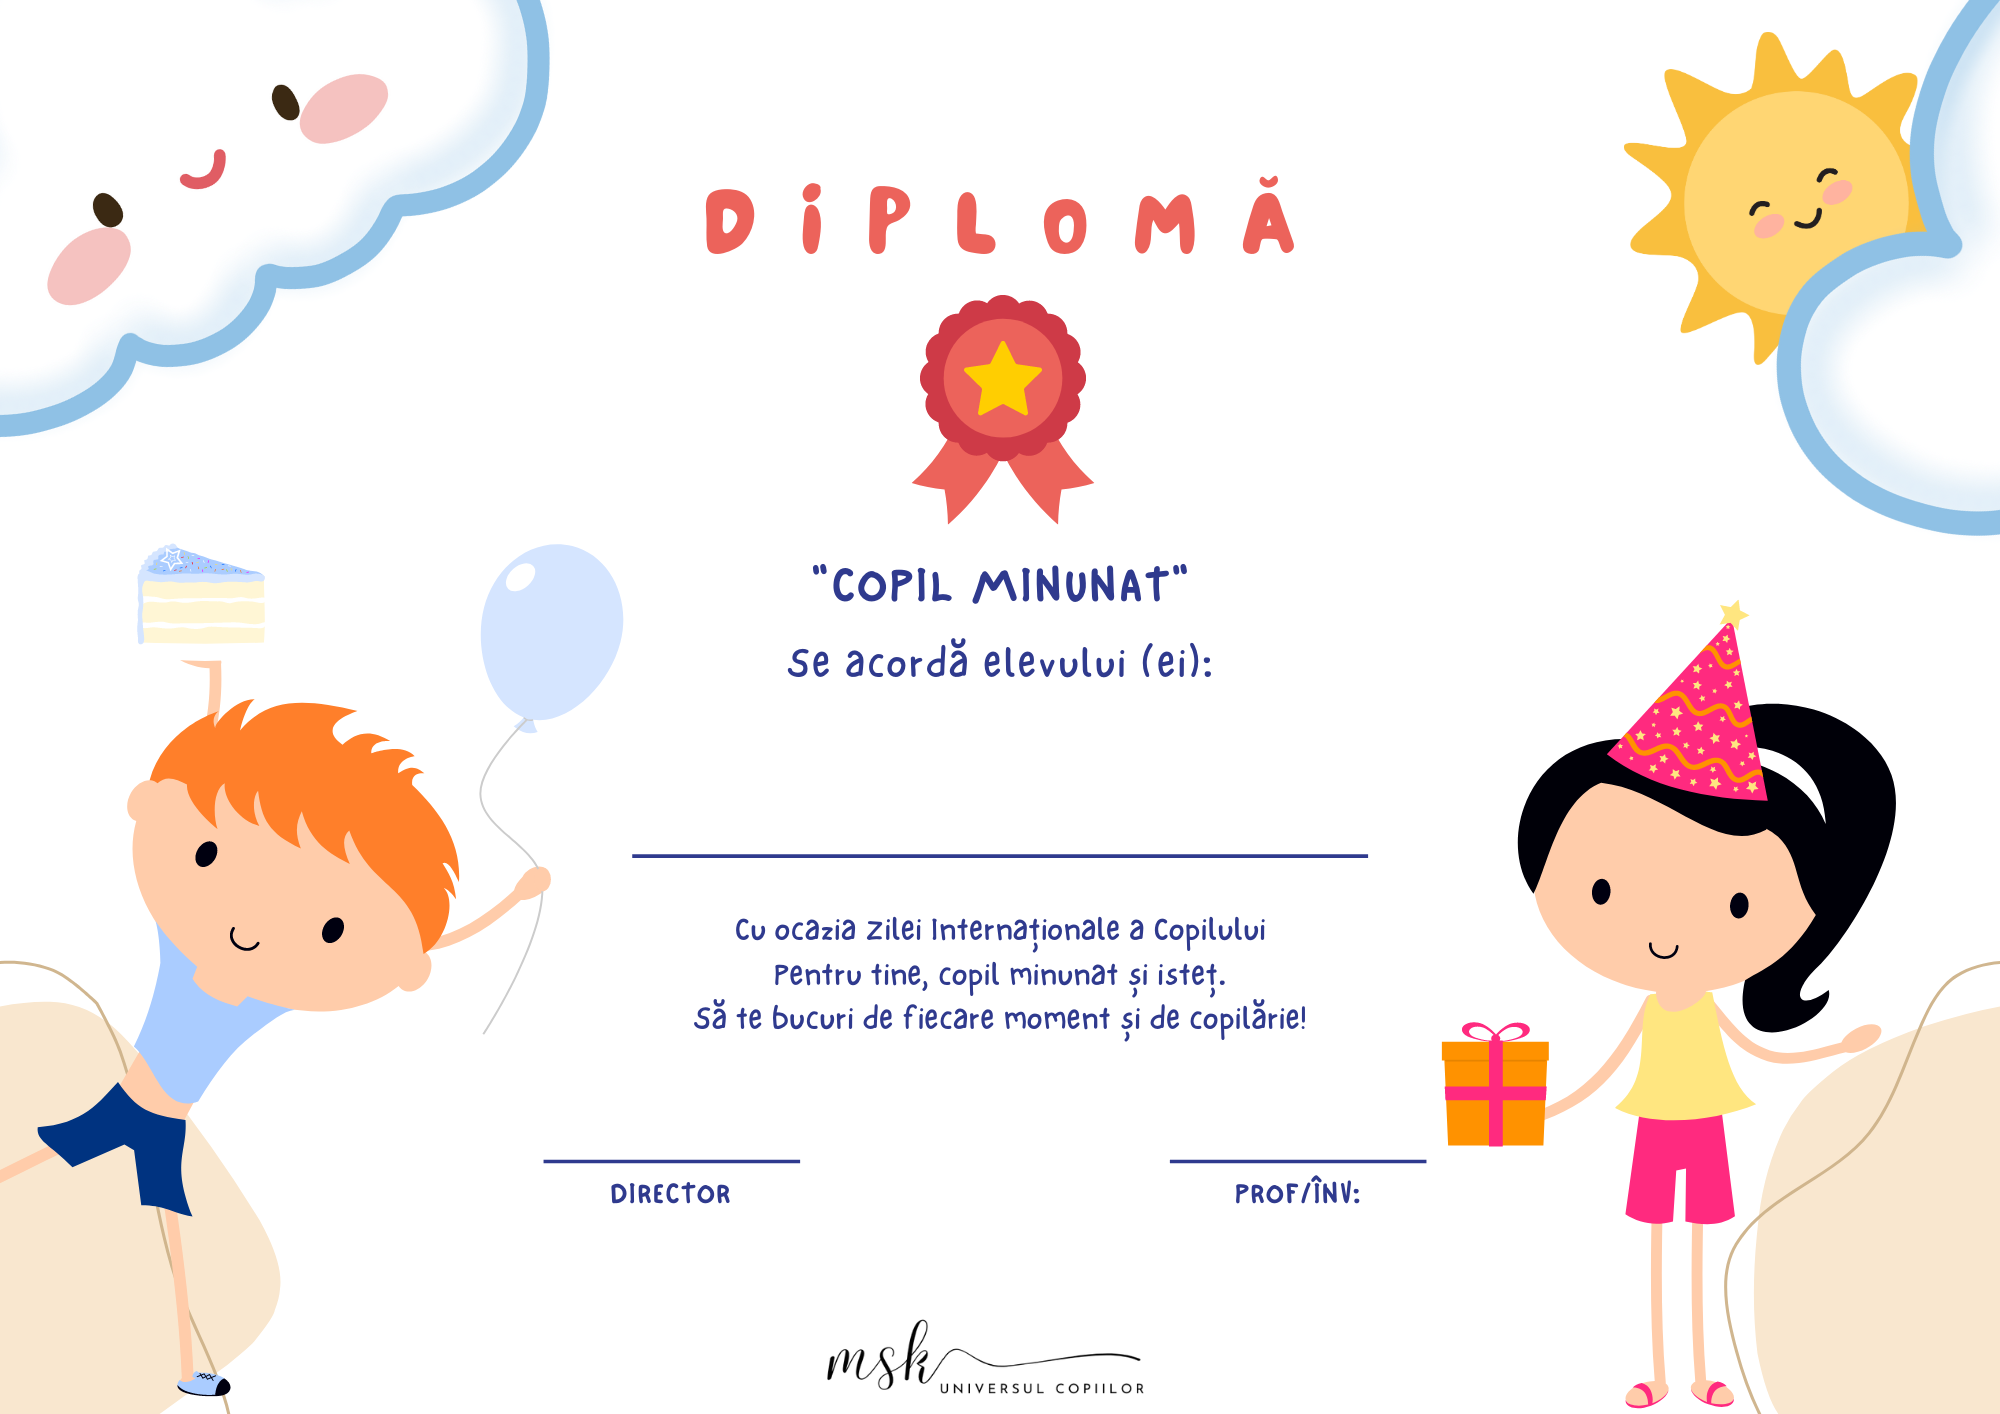 DiPLOMĂ
"COPIL MINUNAT"
Se acordă elevului (ei):
Cu ocazia Zilei Internaționale a Copilului
Pentru tine, copil minunat și isteț.
Să te bucuri de fiecare moment și de copilărie!
DIRECTOR
PROF/ÎNV:
msk
UNIVERSUL COPIILOR